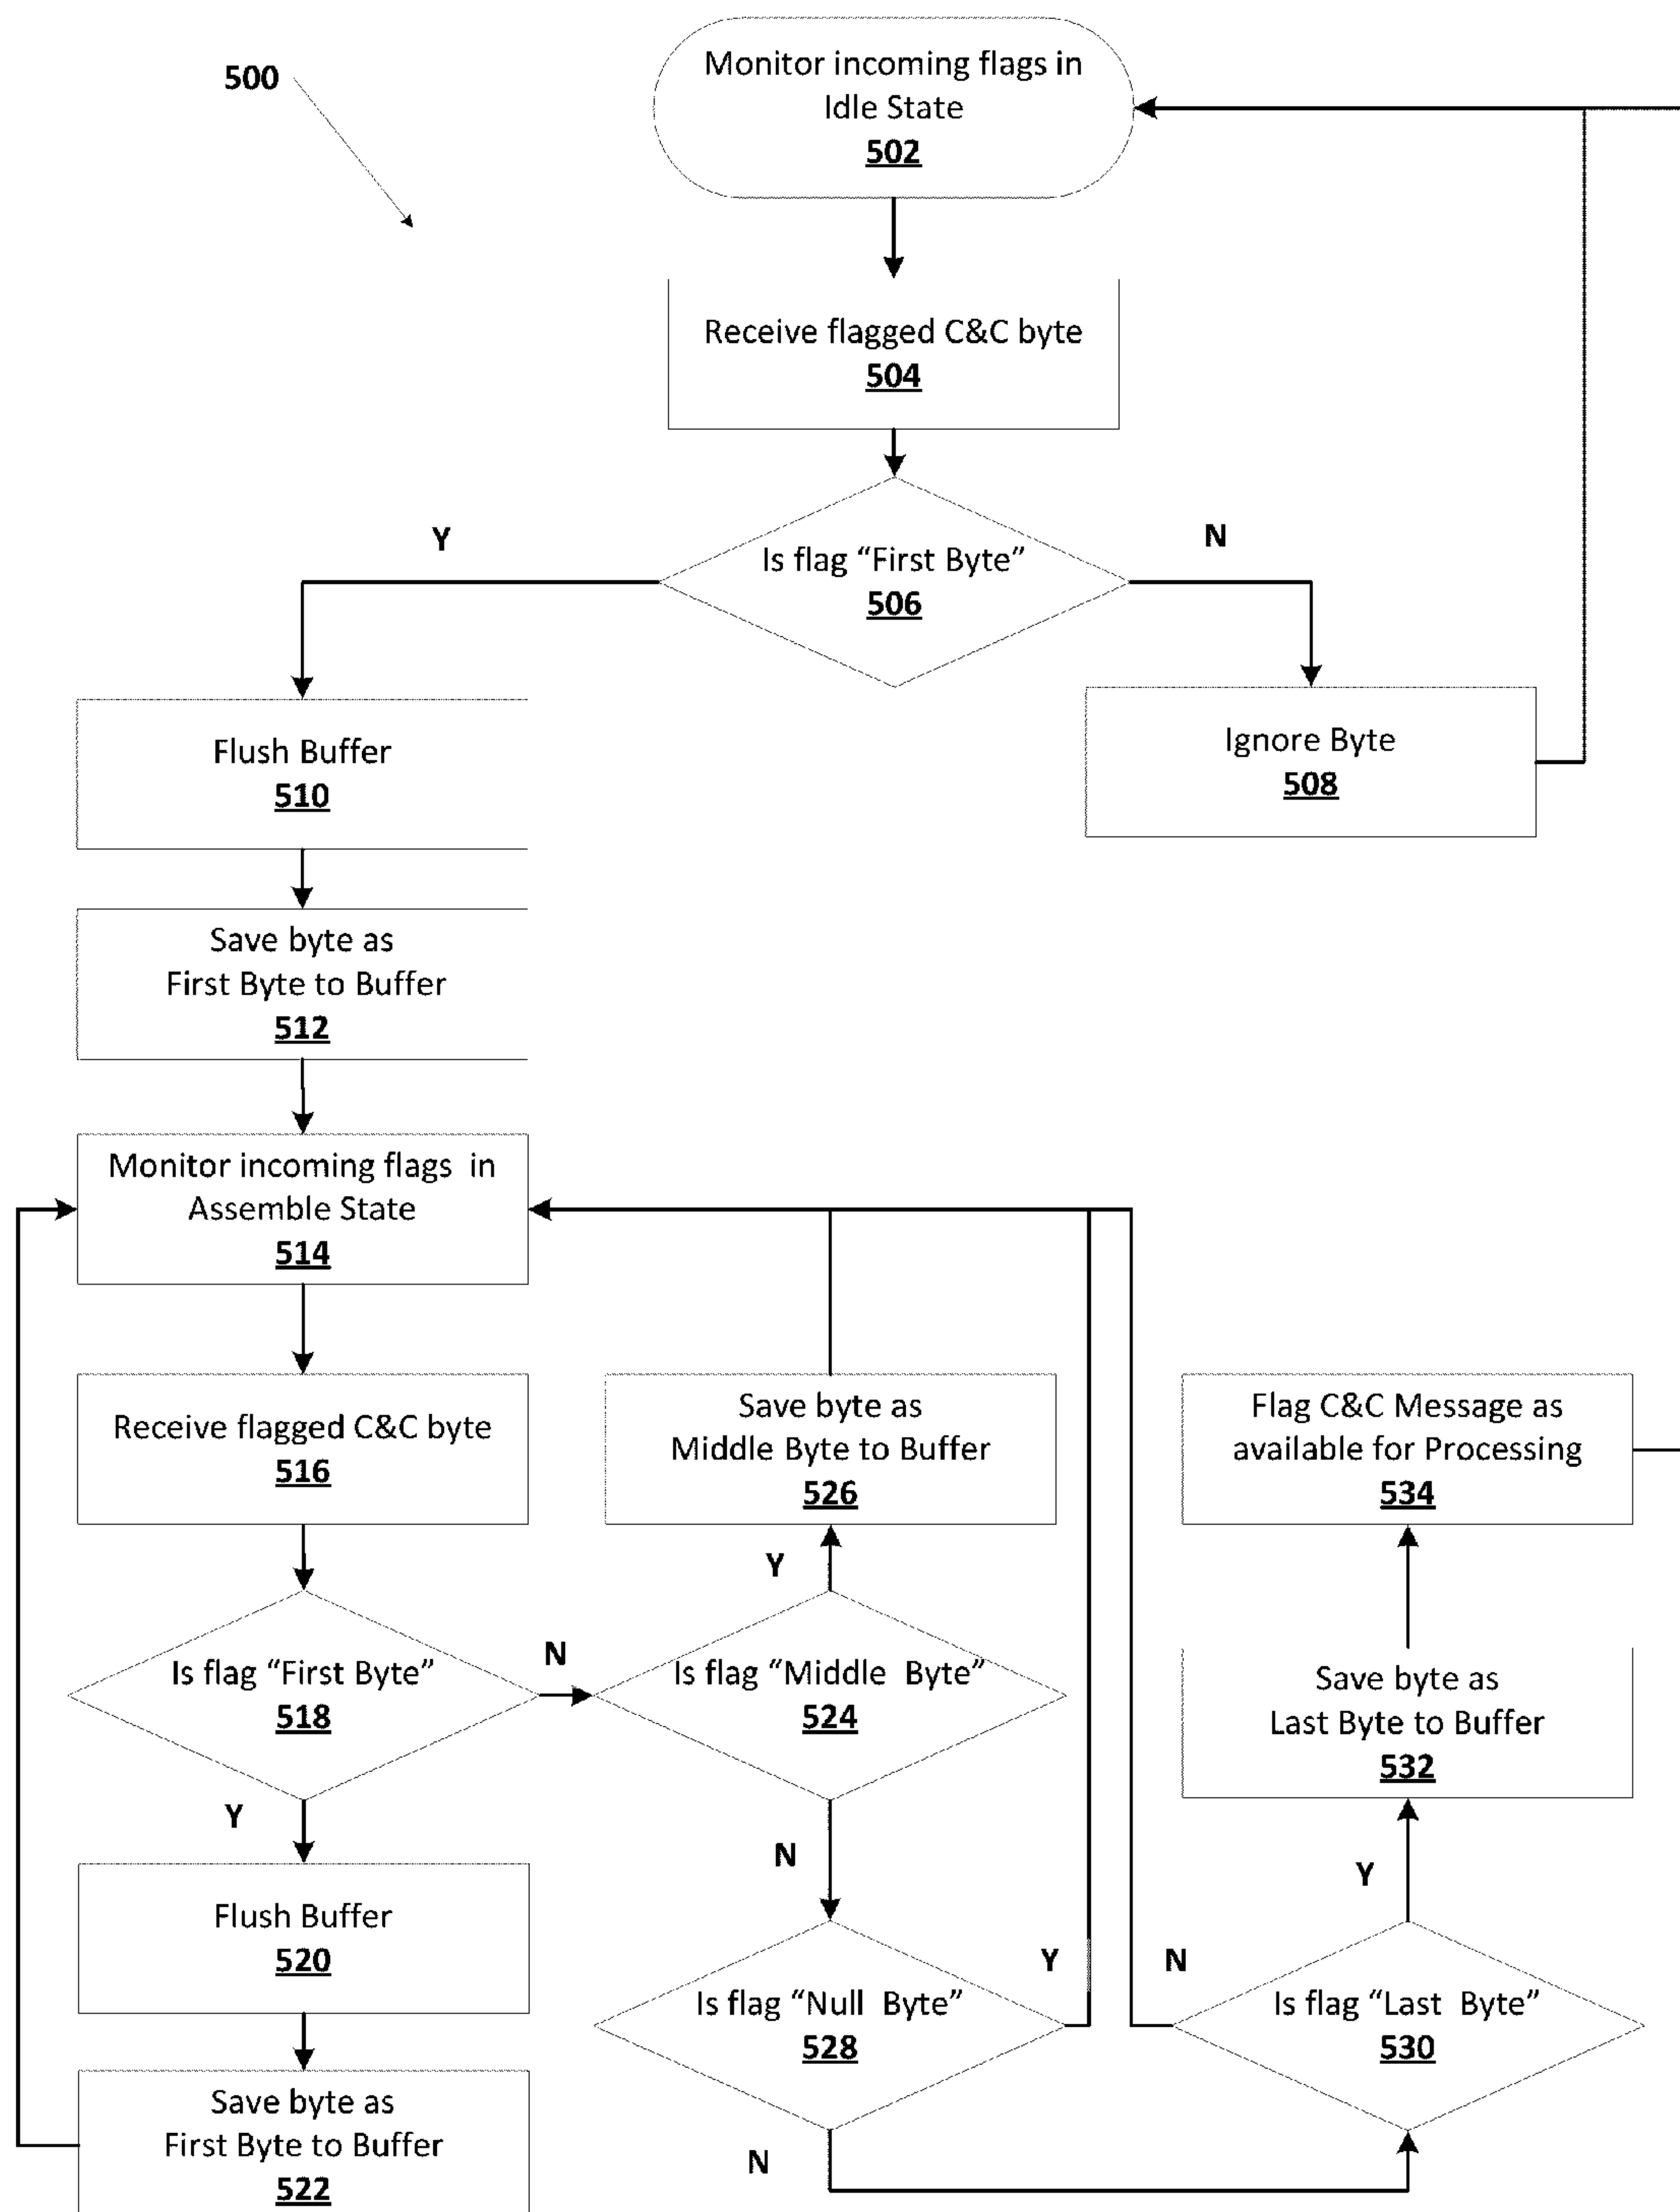 500
Monitor incoming flags in
Idle State
502
Receive flagged C&C byte
504
Y
N
Is flag “First Byte”
506
Flush Buffer
510
Ignore Byte
508
Save byte as
First Byte to Buffer
512
Monitor incoming flags in
Assemble State
514
Receive flagged C&C byte
516
Save byte as
Middle Byte to Buffer
526
Flag C&C Message as
available for Processing
534
Y
Is flag “First Byte”
518
N
Is flag “Middle Byte”
524
Save byte as
Last Byte to Buffer
532
Y
N
Y
Flush Buffer
520
Y
N
Is flag “Null Byte”
528
Is flag “Last Byte”
530
Save byte as
First Byte to Buffer
522
N